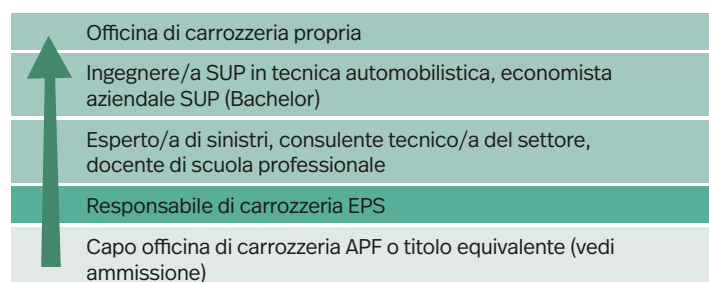 Officina di carrozzeria propria
Ingegnere/a SUP in tecnica automobilistica, economista
aziendale SUP (Bachelor)
Esperto/a di sinistri, consulente tecnico/a del settore,
docente di scuola professionale
Responsabile di carrozzeria EPS
Capo officina di carrozzeria APF o titolo equivalente (vedi
ammissione)